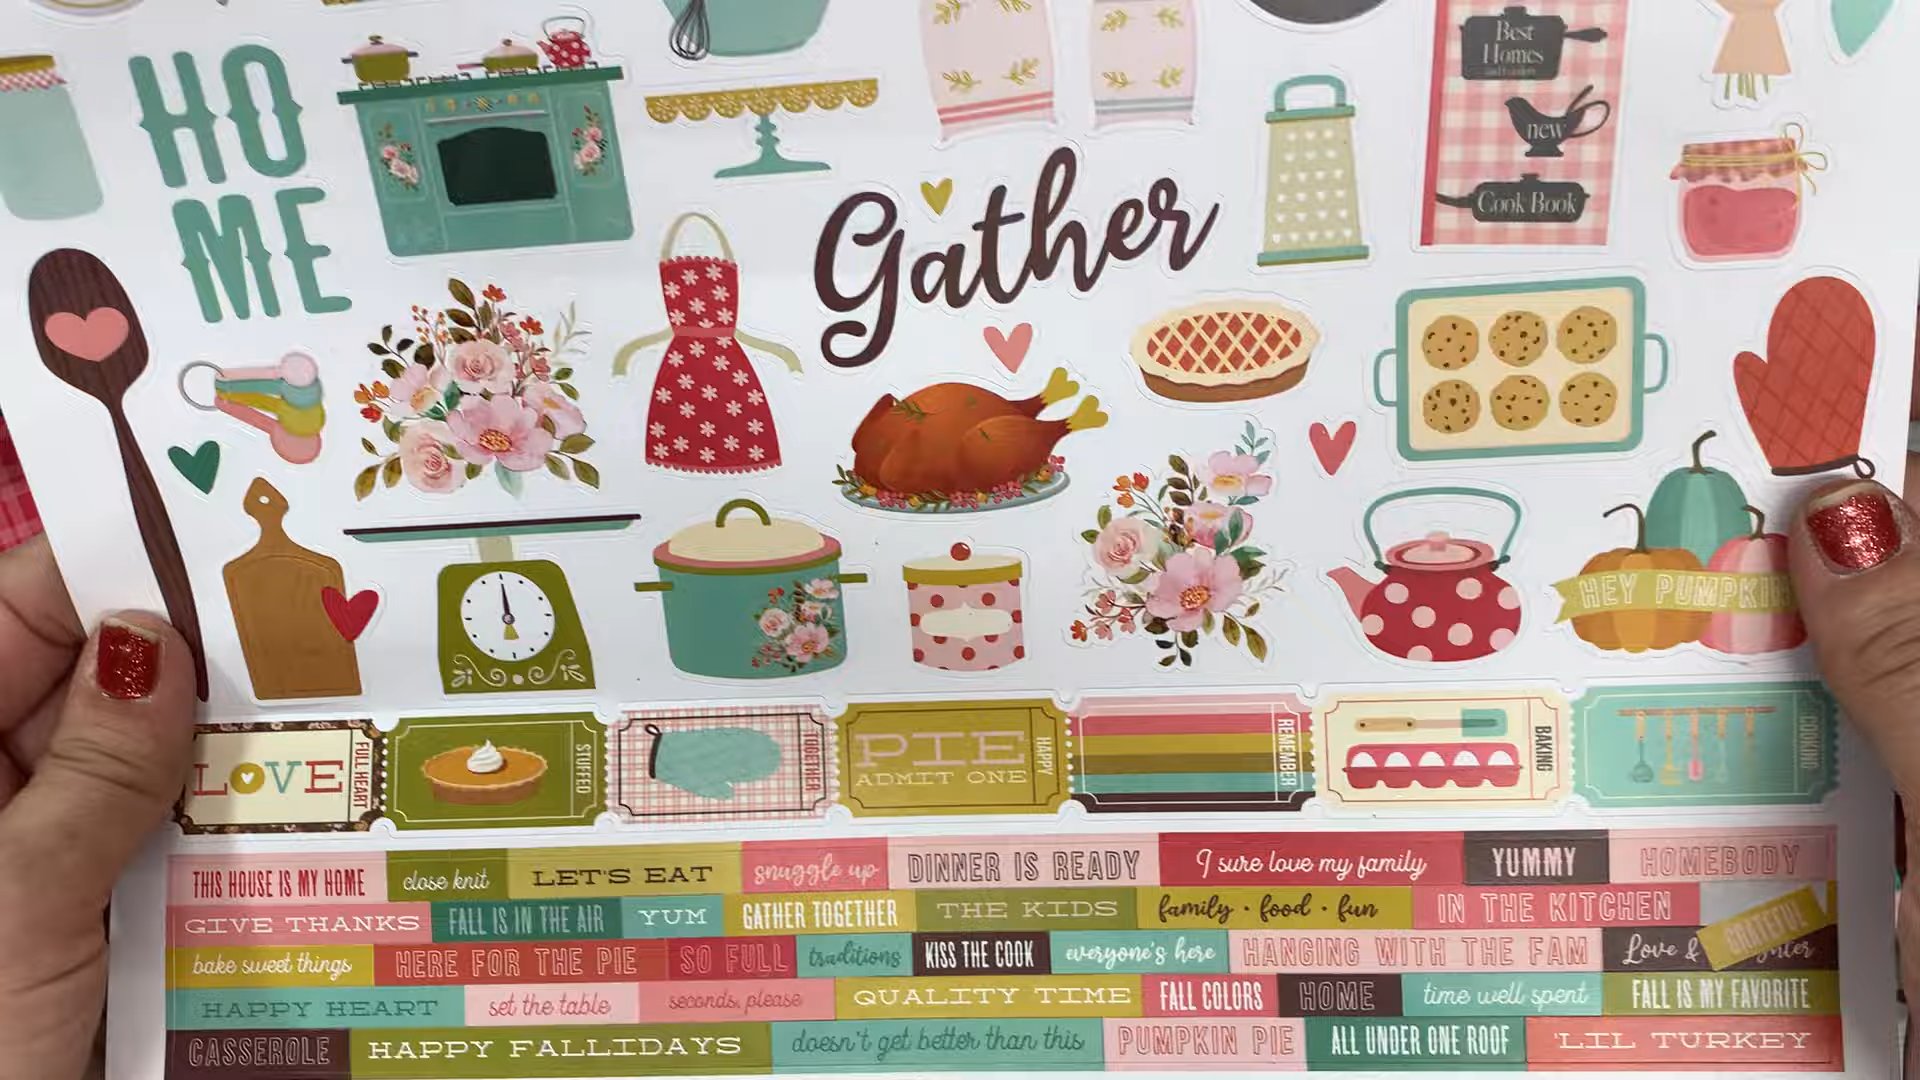 HO
ME
Best
Homes
new
Cook Book
Gather
HEY PUMPKIN
LOVE FULL HEART
STUFFED
TOGETHER
PIE
ADMIT ONE
HAPPY
REMEMBER
BAKING
COOKING
THIS HOUSE IS MY HOME close knit LET'S EAT snuggle up DINNER IS READY I sure love my family YUMMY HOMEBODY
GIVE THANKS FALL IS IN THE AIR YUM GATHER TOGETHER THE KIDS family · food · fun IN THE KITCHEN GRATEFUL
bake sweet things HERE FOR THE PIE SO FULL traditions KISS THE COOK everyone's here HANGING WITH THE FAM Love &
HAPPY HEART set the table seconds, please QUALITY TIME FALL COLORS HOME time well spent FALL IS MY FAVORITE
CASSEROLE HAPPY FALLIDAYS doesn't get better than this PUMPKIN PIE ALL UNDER ONE ROOF 'LIL TURKEY